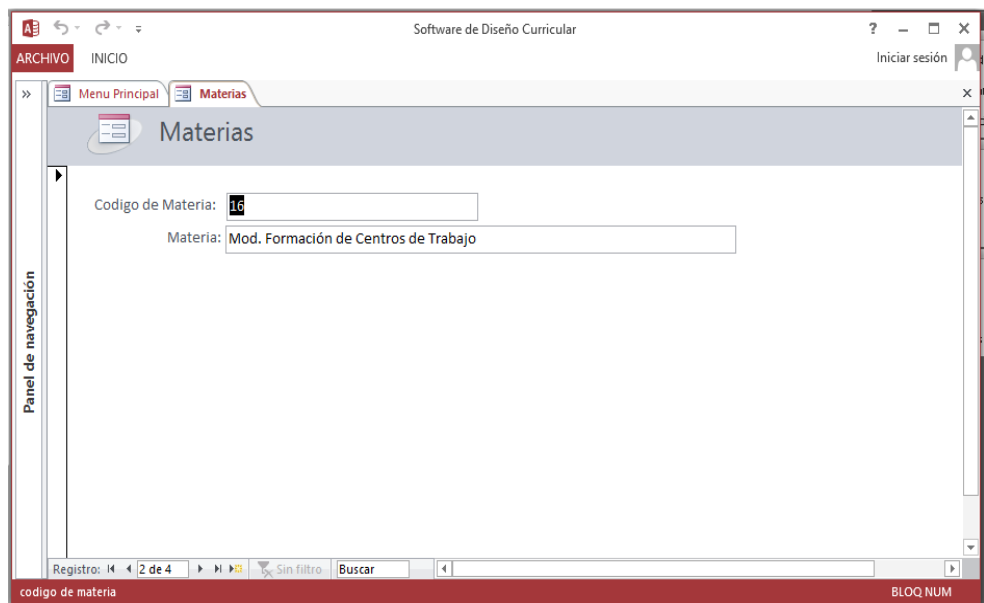 Software de Diseño Curricular
?
ARCHIVO INICIO Iniciar sesión
» Menu Principal Materias
Materias
Codigo de Materia: 16
Materia: Mod. Formación de Centros de Trabajo
Panel de navegación
Registro: 2 de 4 Sin filtro Buscar
codigo de materia BLOQ NUM